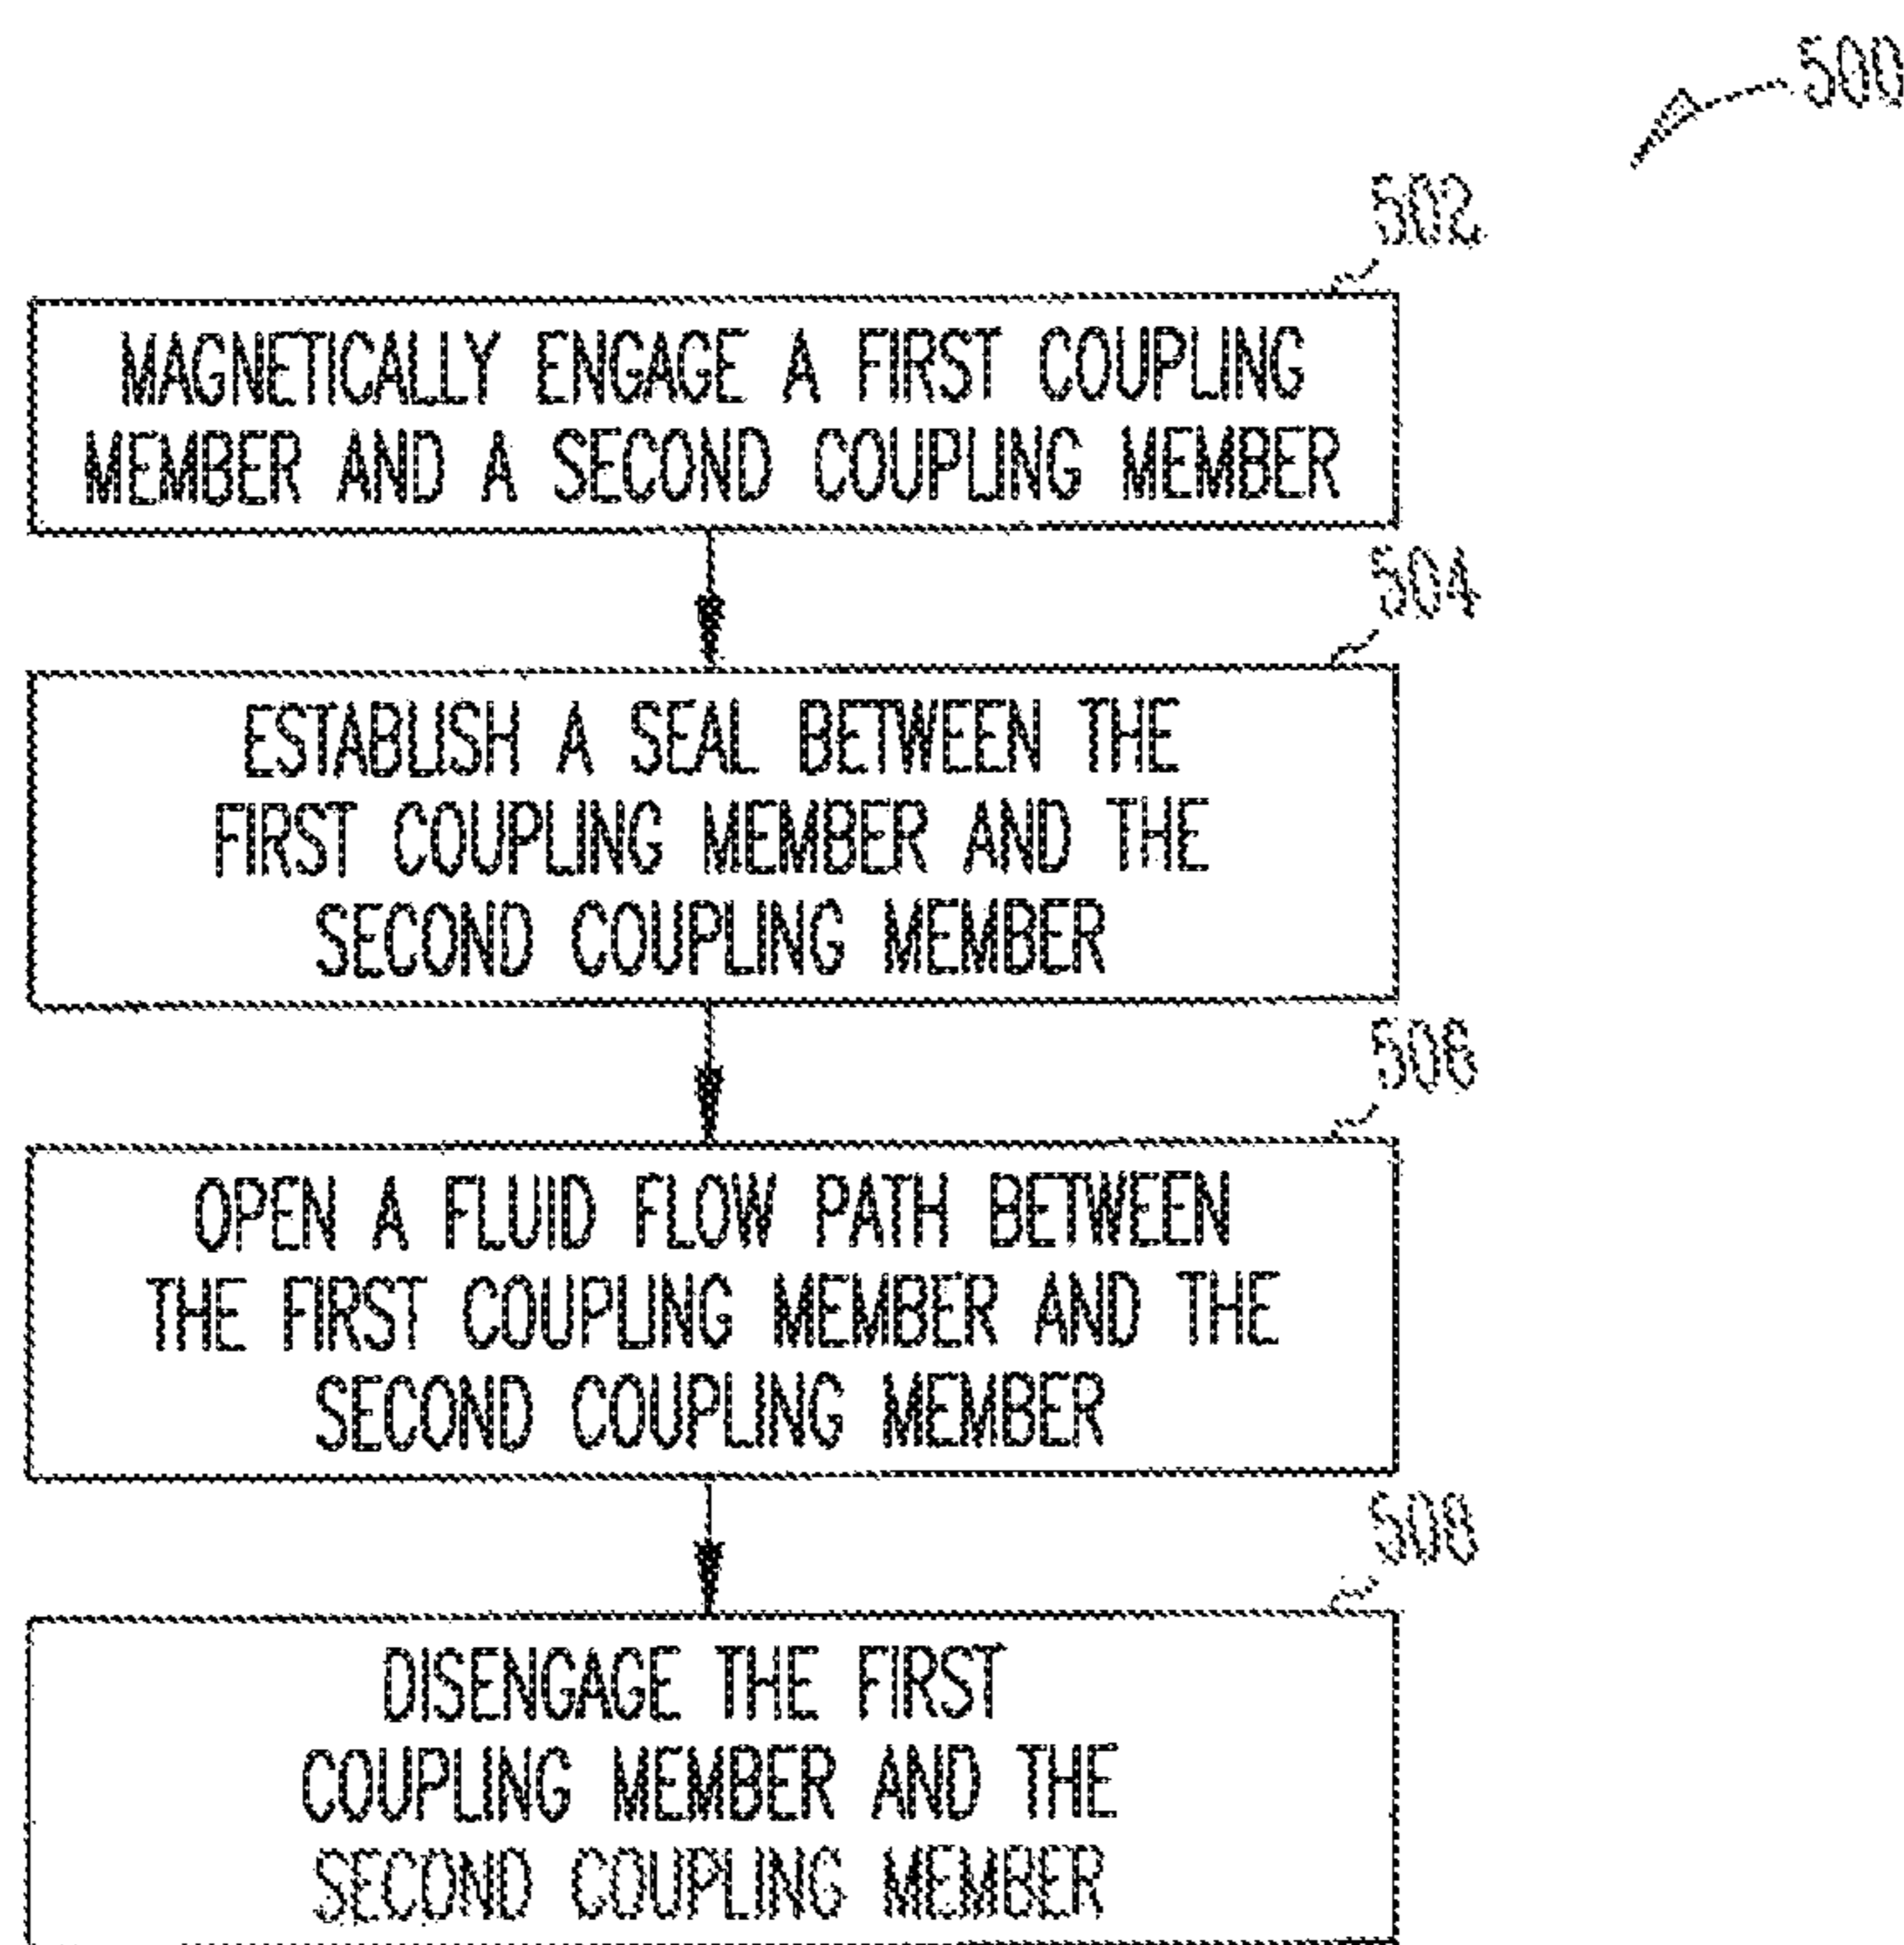 500
502
MAGNETICALLY ENGAGE A FIRST COUPLING
MEMBER AND A SECOND COUPLING MEMBER
504
ESTABLISH A SEAL BETWEEN THE
FIRST COUPLING MEMBER AND THE
SECOND COUPLING MEMBER
506
OPEN A FLUID FLOW PATH BETWEEN
THE FIRST COUPLING MEMBER AND THE
SECOND COUPLING MEMBER
508
DISENGAGE THE FIRST
COUPLING MEMBER AND THE
SECOND COUPLING MEMBER